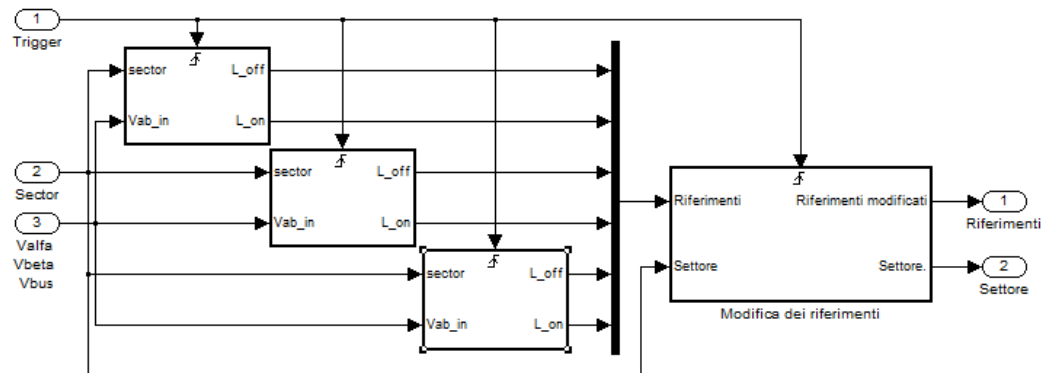 1
Trigger
sector
L_off
Vab_in
L_on
2
Sector
3
Valfa
Vbeta
Vbus
sector
L_off
Vab_in
L_on
sector
L_off
Vab_in
L_on
Riferimenti
Riferimenti modificati
Settore
Settore.
Modifica dei riferimenti
1
Riferimenti
2
Settore